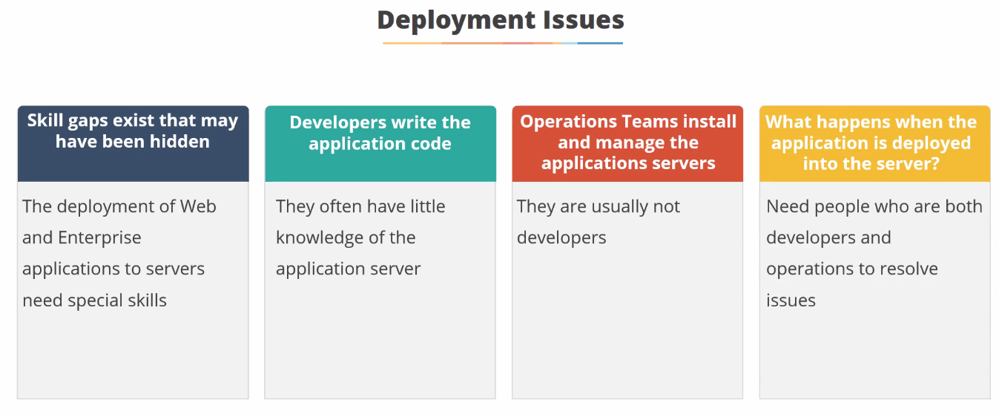 Deployment Issues
Skill gaps exist that may
have been hidden
The deployment of Web
and Enterprise
applications to servers
need special skills
Developers write the
application code
They often have little
knowledge of the
application server
Operations Teams install
and manage the
applications servers
They are usually not
developers
What happens when the
application is deployed
into the server?
Need people who are both
developers and
operations to resolve
issues